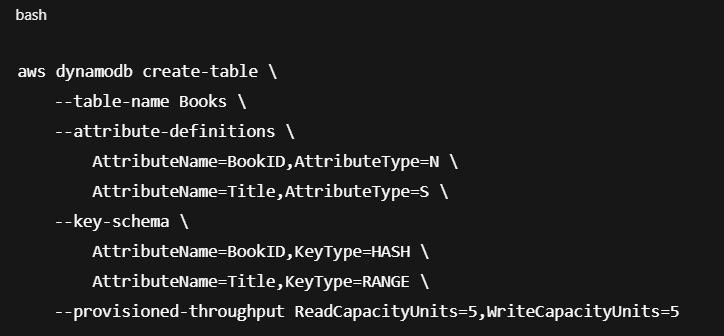 bash
aws dynamodb create-table \
    --table-name Books \
    --attribute-definitions \
        AttributeName=BookID,AttributeType=N \
        AttributeName=Title,AttributeType=S \
    --key-schema \
        AttributeName=BookID,KeyType=HASH \
        AttributeName=Title,KeyType=RANGE \
    --provisioned-throughput ReadCapacityUnits=5,WriteCapacityUnits=5